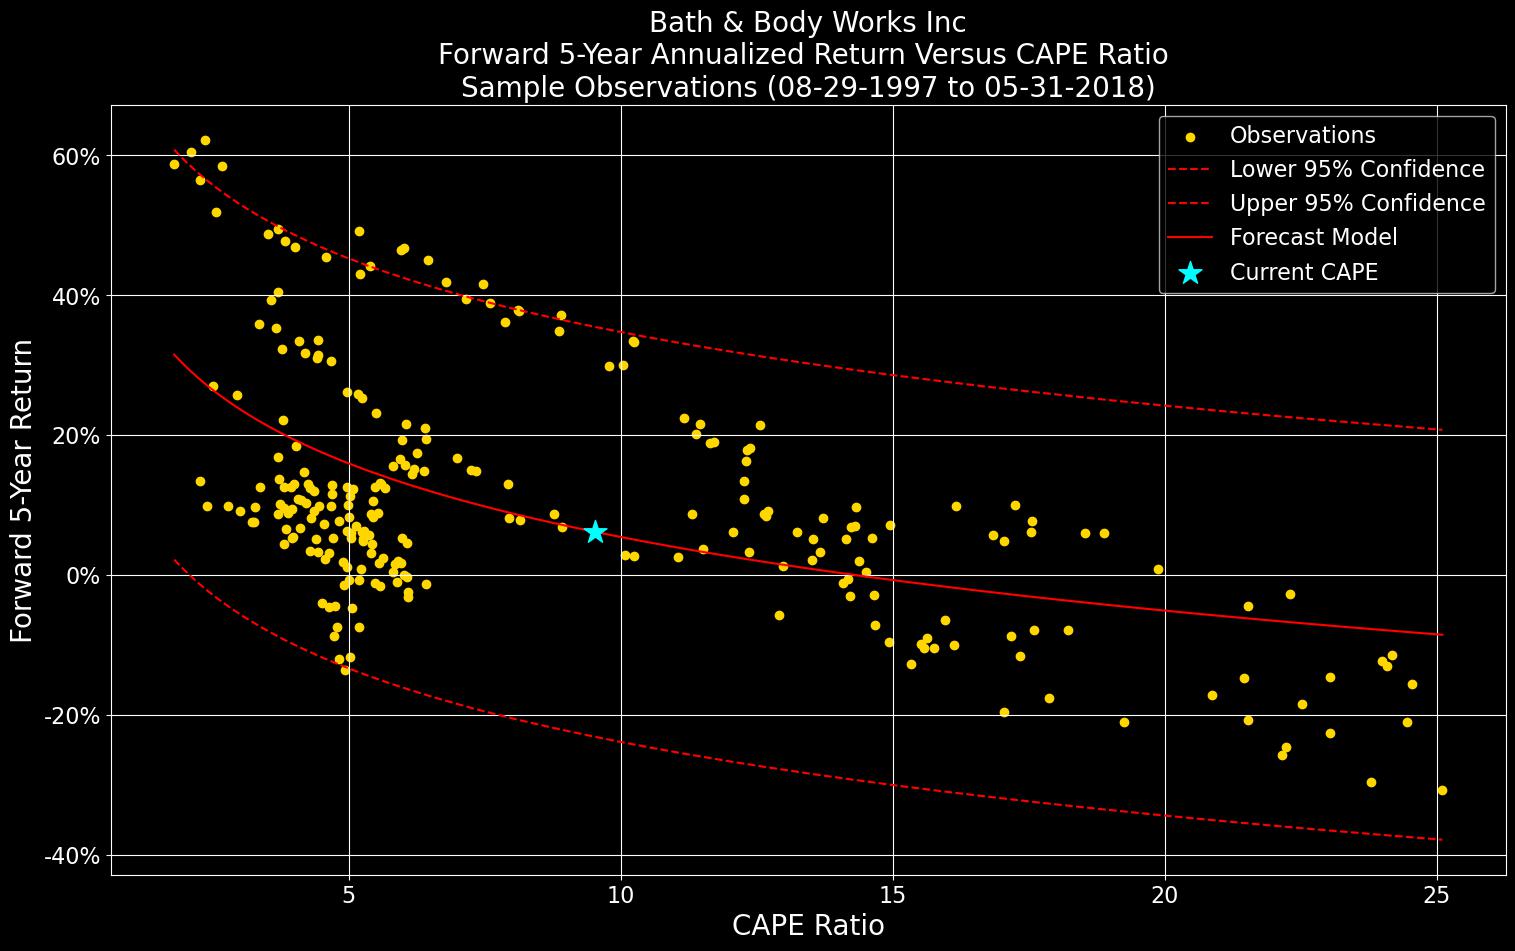 Bath & Body Works Inc
Forward 5-Year Annualized Return Versus CAPE Ratio
Sample Observations (08-29-1997 to 05-31-2018)
Observations
Lower 95% Confidence
Upper 95% Confidence
Forecast Model
Current CAPE
Forward 5-Year Return
60%
40%
20%
0%
-20%
-40%
5
10
15
20
25
CAPE Ratio